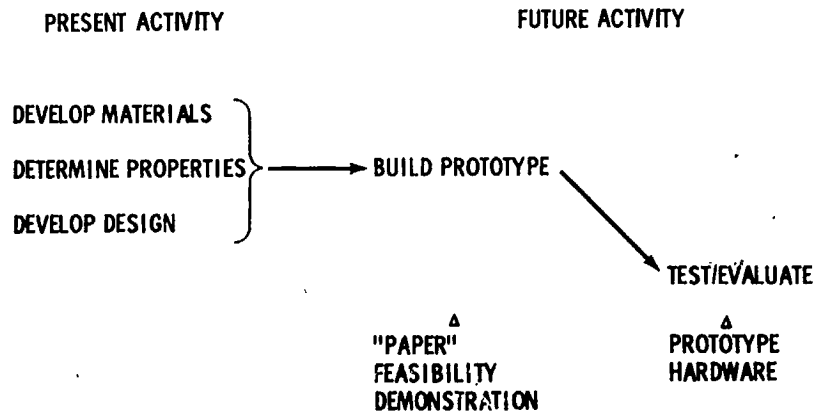 PRESENT ACTIVITY
FUTURE ACTIVITY
DEVELOP MATERIALS
DETERMINE PROPERTIES
DEVELOP DESIGN
BUILD PROTOTYPE
TEST/EVALUATE
"PAPER"
FEASIBILITY
DEMONSTRATION
PROTOTYPE
HARDWARE